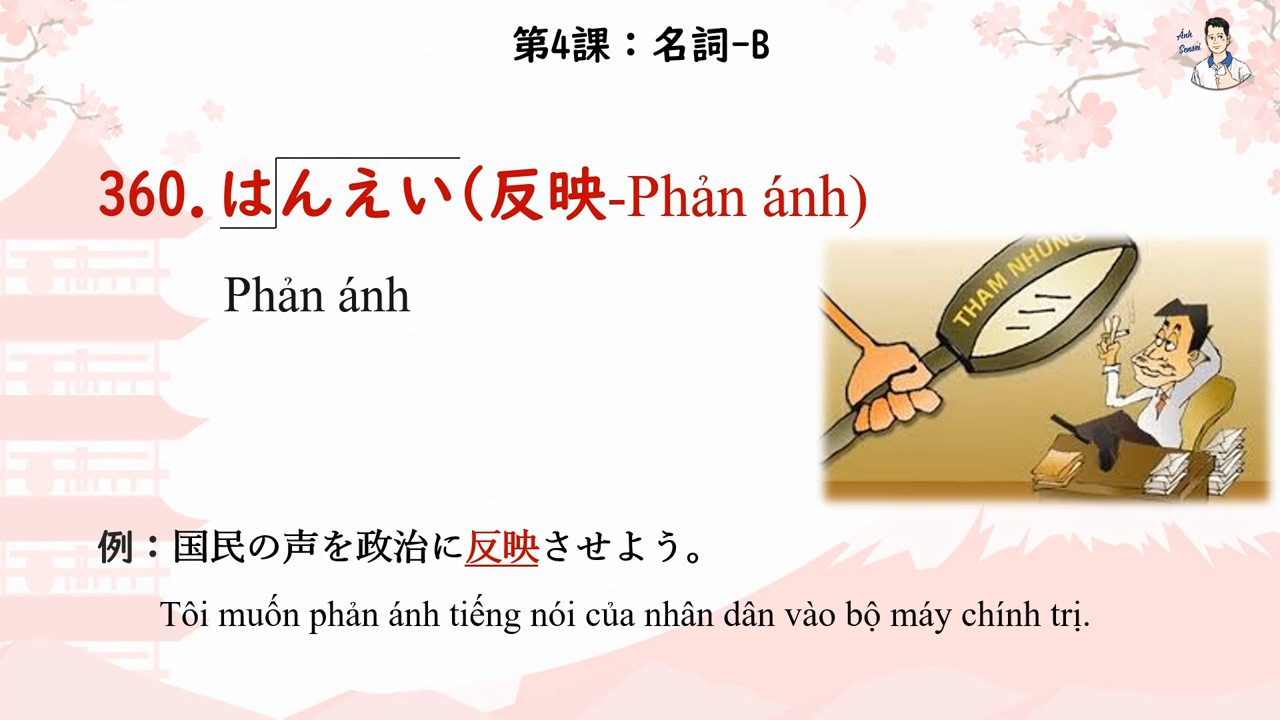 第4課：名詞-B
Anh
Sensei
360. はんえい(反映-Phản ánh)
Phản ánh
THAM NHŨNG
例：国民の声を政治に反映させよう。
Tôi muốn phản ánh tiếng nói của nhân dân vào bộ máy chính trị.